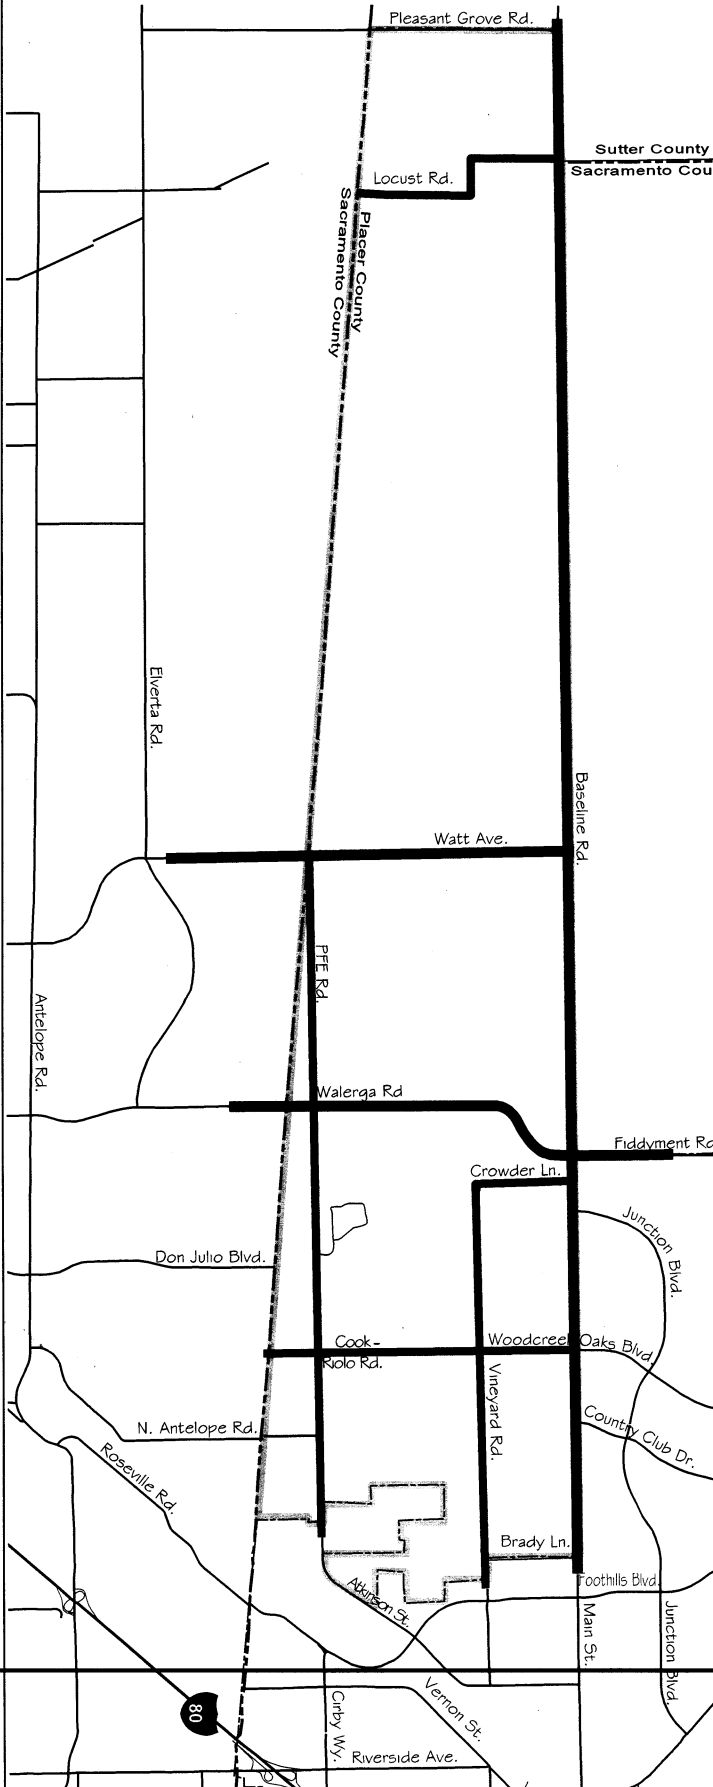 Pleasant Grove Rd.
Sutter County
Sacramento Cou
Locust Rd.
Placer County
Sacramento County
Elverta Rd.
Baseline Rd.
Watt Ave.
PFE Rd.
Antelope Rd.
Walerga Rd
Fiddyment Rd
Crowder Ln.
Junction Blvd.
Don Julio Blvd.
Cook-
Riolo Rd.
Woodcreek Oaks Blvd.
Vineyard Rd.
N. Antelope Rd.
Country Club Dr.
Roseville Rd.
Brady Ln.
Foothills Blvd.
Atkinson St.
Main St.
Junction Blvd.
Vernon St.
Cirby Wy.
80
Riverside Ave.